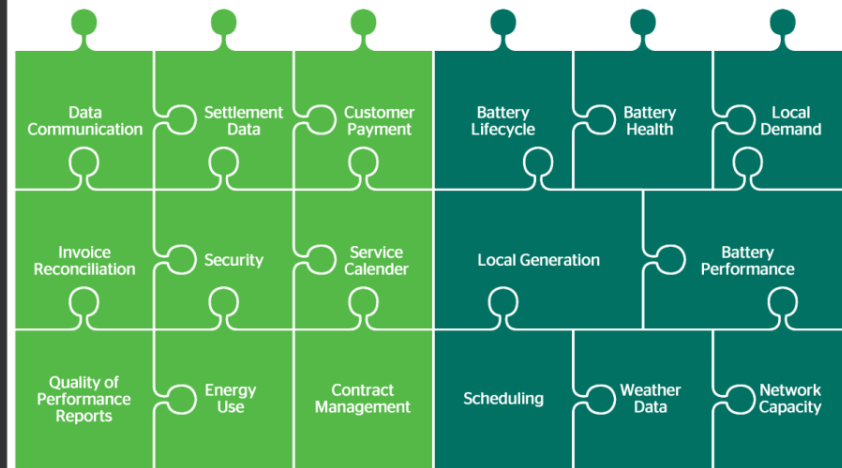 Data
Communication
Settlement
Data
Customer
Payment
Battery
Lifecycle
Battery
Health
Local
Demand
Invoice
Reconciliation
Security
Service
Calender
Local Generation
Battery
Performance
Quality of
Performance
Reports
Energy
Use
Contract
Management
Scheduling
Weather
Data
Network
Capacity